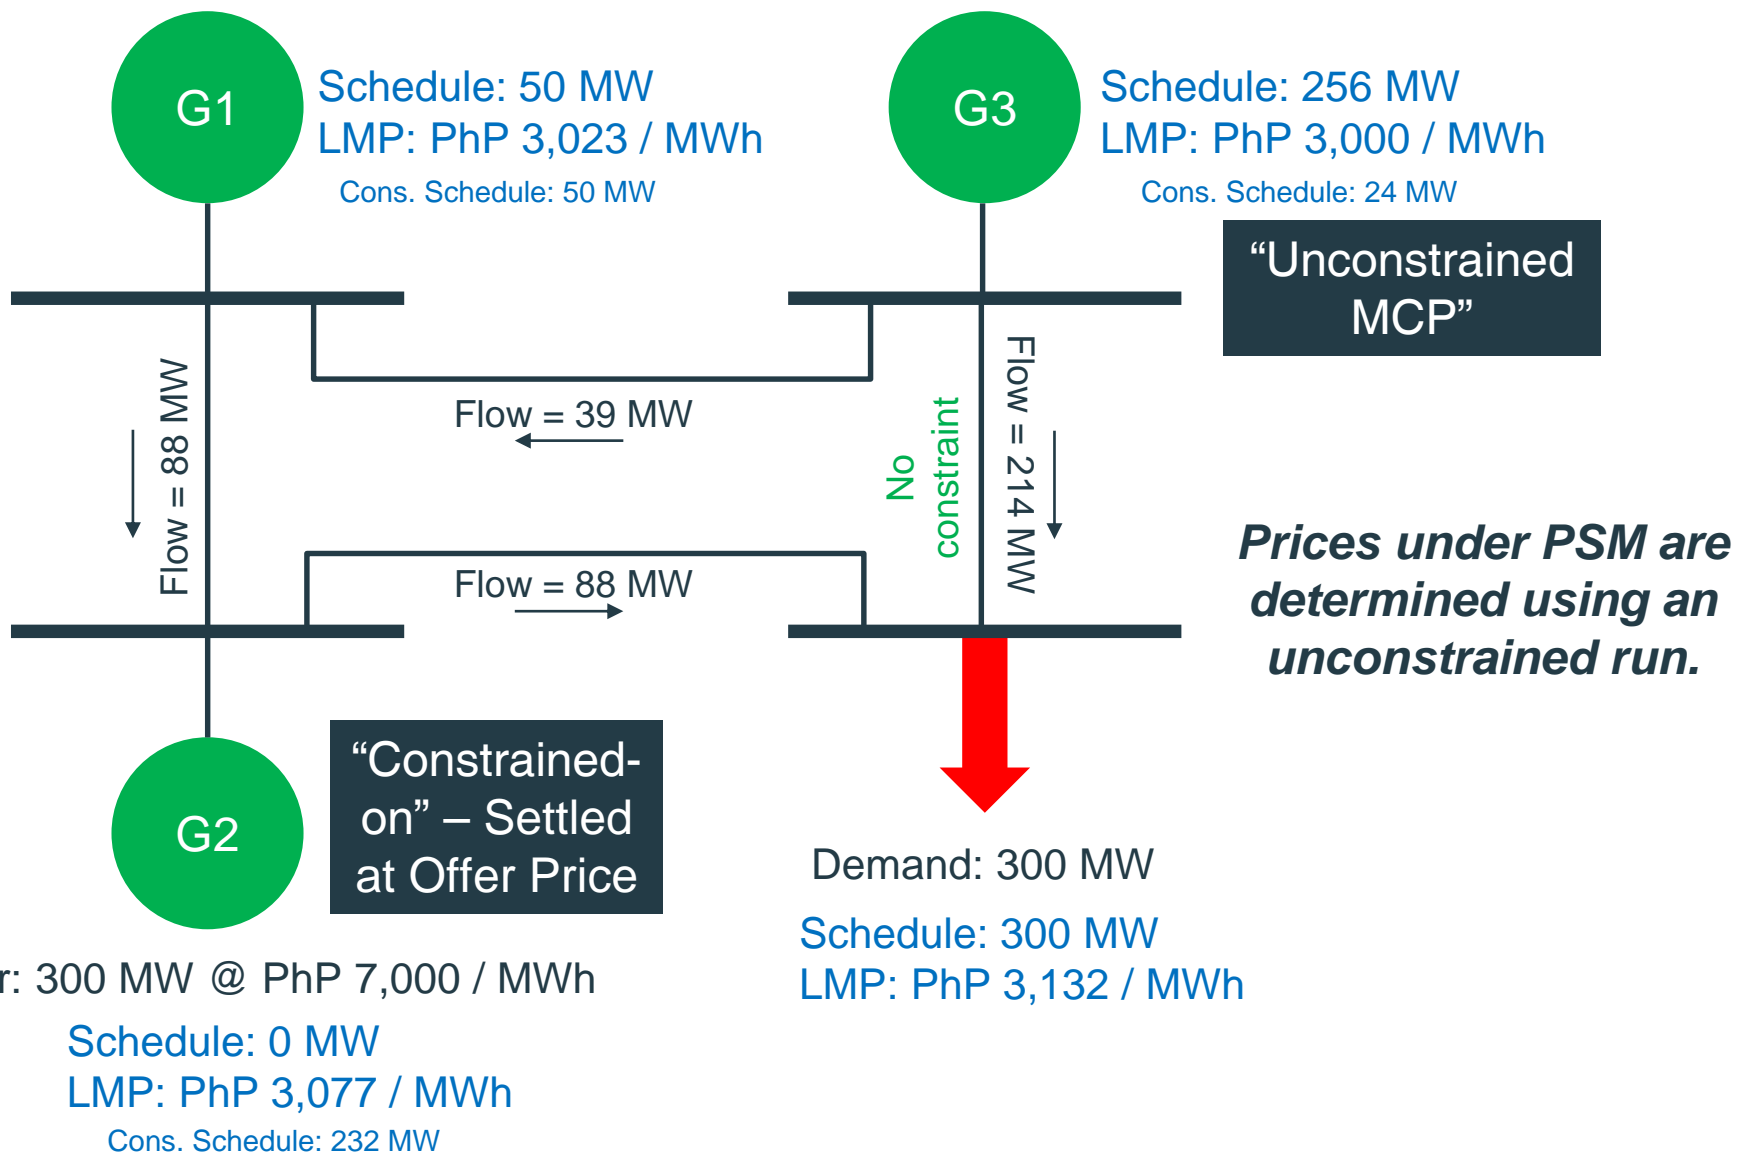 G1
Schedule: 50 MW
LMP: PhP 3,023 / MWh
Cons. Schedule: 50 MW
G3
Schedule: 256 MW
LMP: PhP 3,000 / MWh
Cons. Schedule: 24 MW
“Unconstrained
MCP”
Flow = 88 MW
Flow = 39 MW
No
constraint
Flow = 214 MW
Flow = 88 MW
Prices under PSM are
determined using an
unconstrained run.
G2
“Constrained-
on” – Settled
at Offer Price
r: 300 MW @ PhP 7,000 / MWh
Schedule: 0 MW
LMP: PhP 3,077 / MWh
Cons. Schedule: 232 MW
Demand: 300 MW
Schedule: 300 MW
LMP: PhP 3,132 / MWh